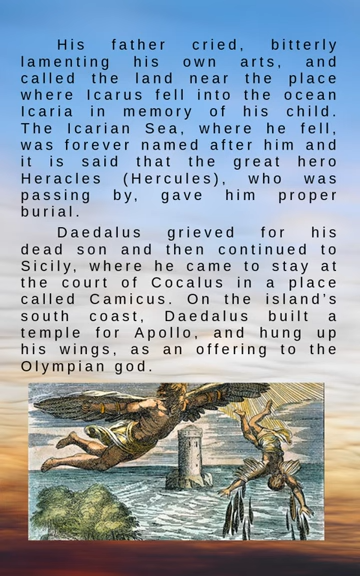 His father cried, bitterly
lamenting his own arts, and
called the land near the place
where Icarus fell into the ocean
Icaria in memory of his child.
The Icarian Sea, where he fell,
was forever named after him and
it is said that the great hero
Heracles (Hercules), who was
passing by, gave him proper
burial.
Daedalus grieved for his
dead son and then continued to
Sicily, where he came to stay at
the court of Cocalus in a place
called Camicus. On the island's
south coast, Daedalus built a
temple for Apollo, and hung up
his wings, as an offering to the
Olympian god.